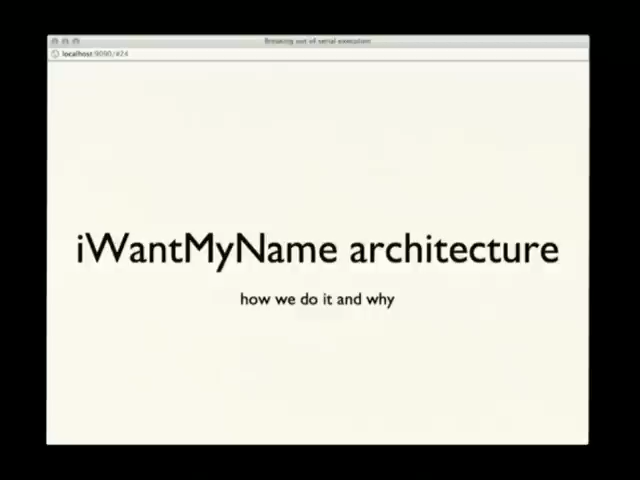 Breaking out of serial execution
localhost:9090/#24
iWantMyName architecture
how we do it and why